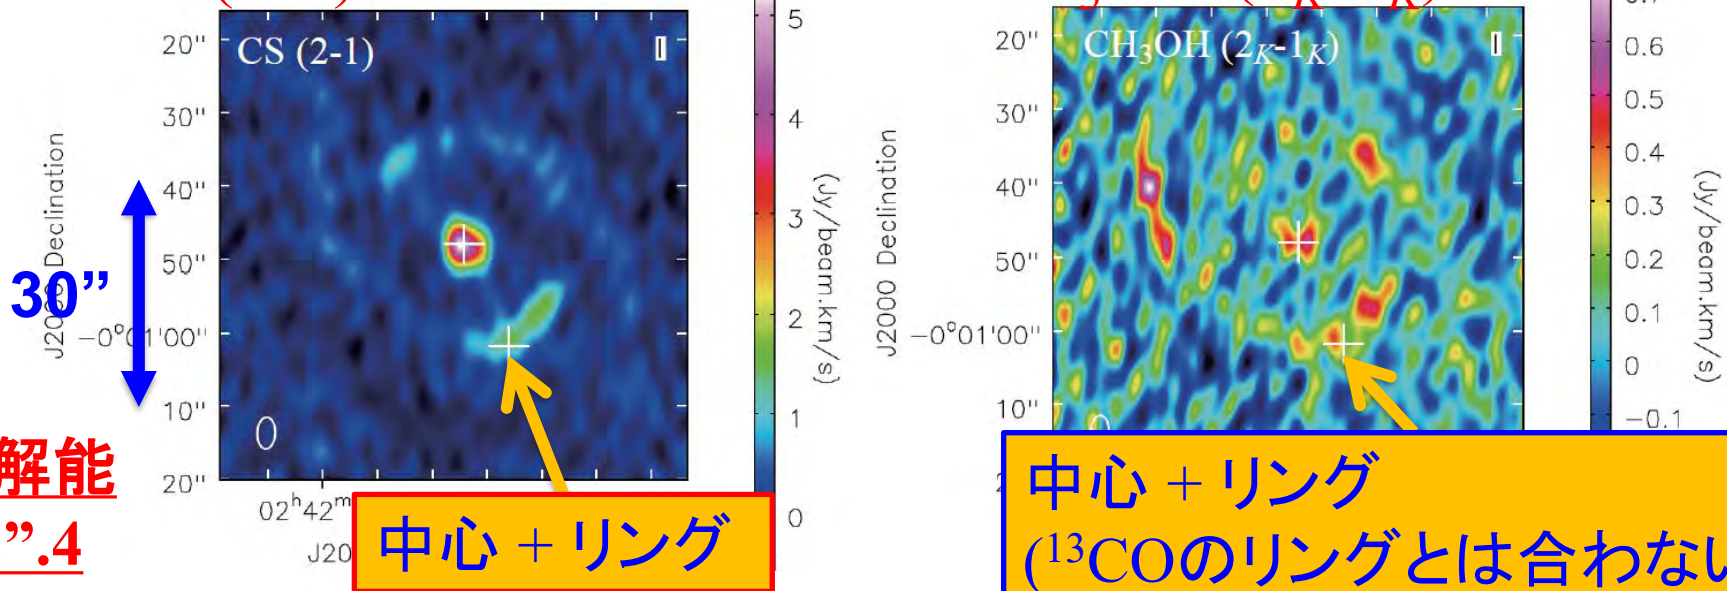 CS (2-1)
20"
30"
40"
50"
−0°01'00"
10"
20"
J2000 Declination
02ʰ42ᵐ
J20
5
4
3
2
1
0
(Jy/beam.km/s)
30”
解能
”.4
中心 + リング
CH₃OH (2K-1K)
20"
30"
40"
50"
−0°01'00"
10"
J2000 Declination
0.6
0.5
0.4
0.3
0.2
0.1
0
−0.1
(Jy/beam.km/s)
中心 + リング
(¹³COのリングとは合わない